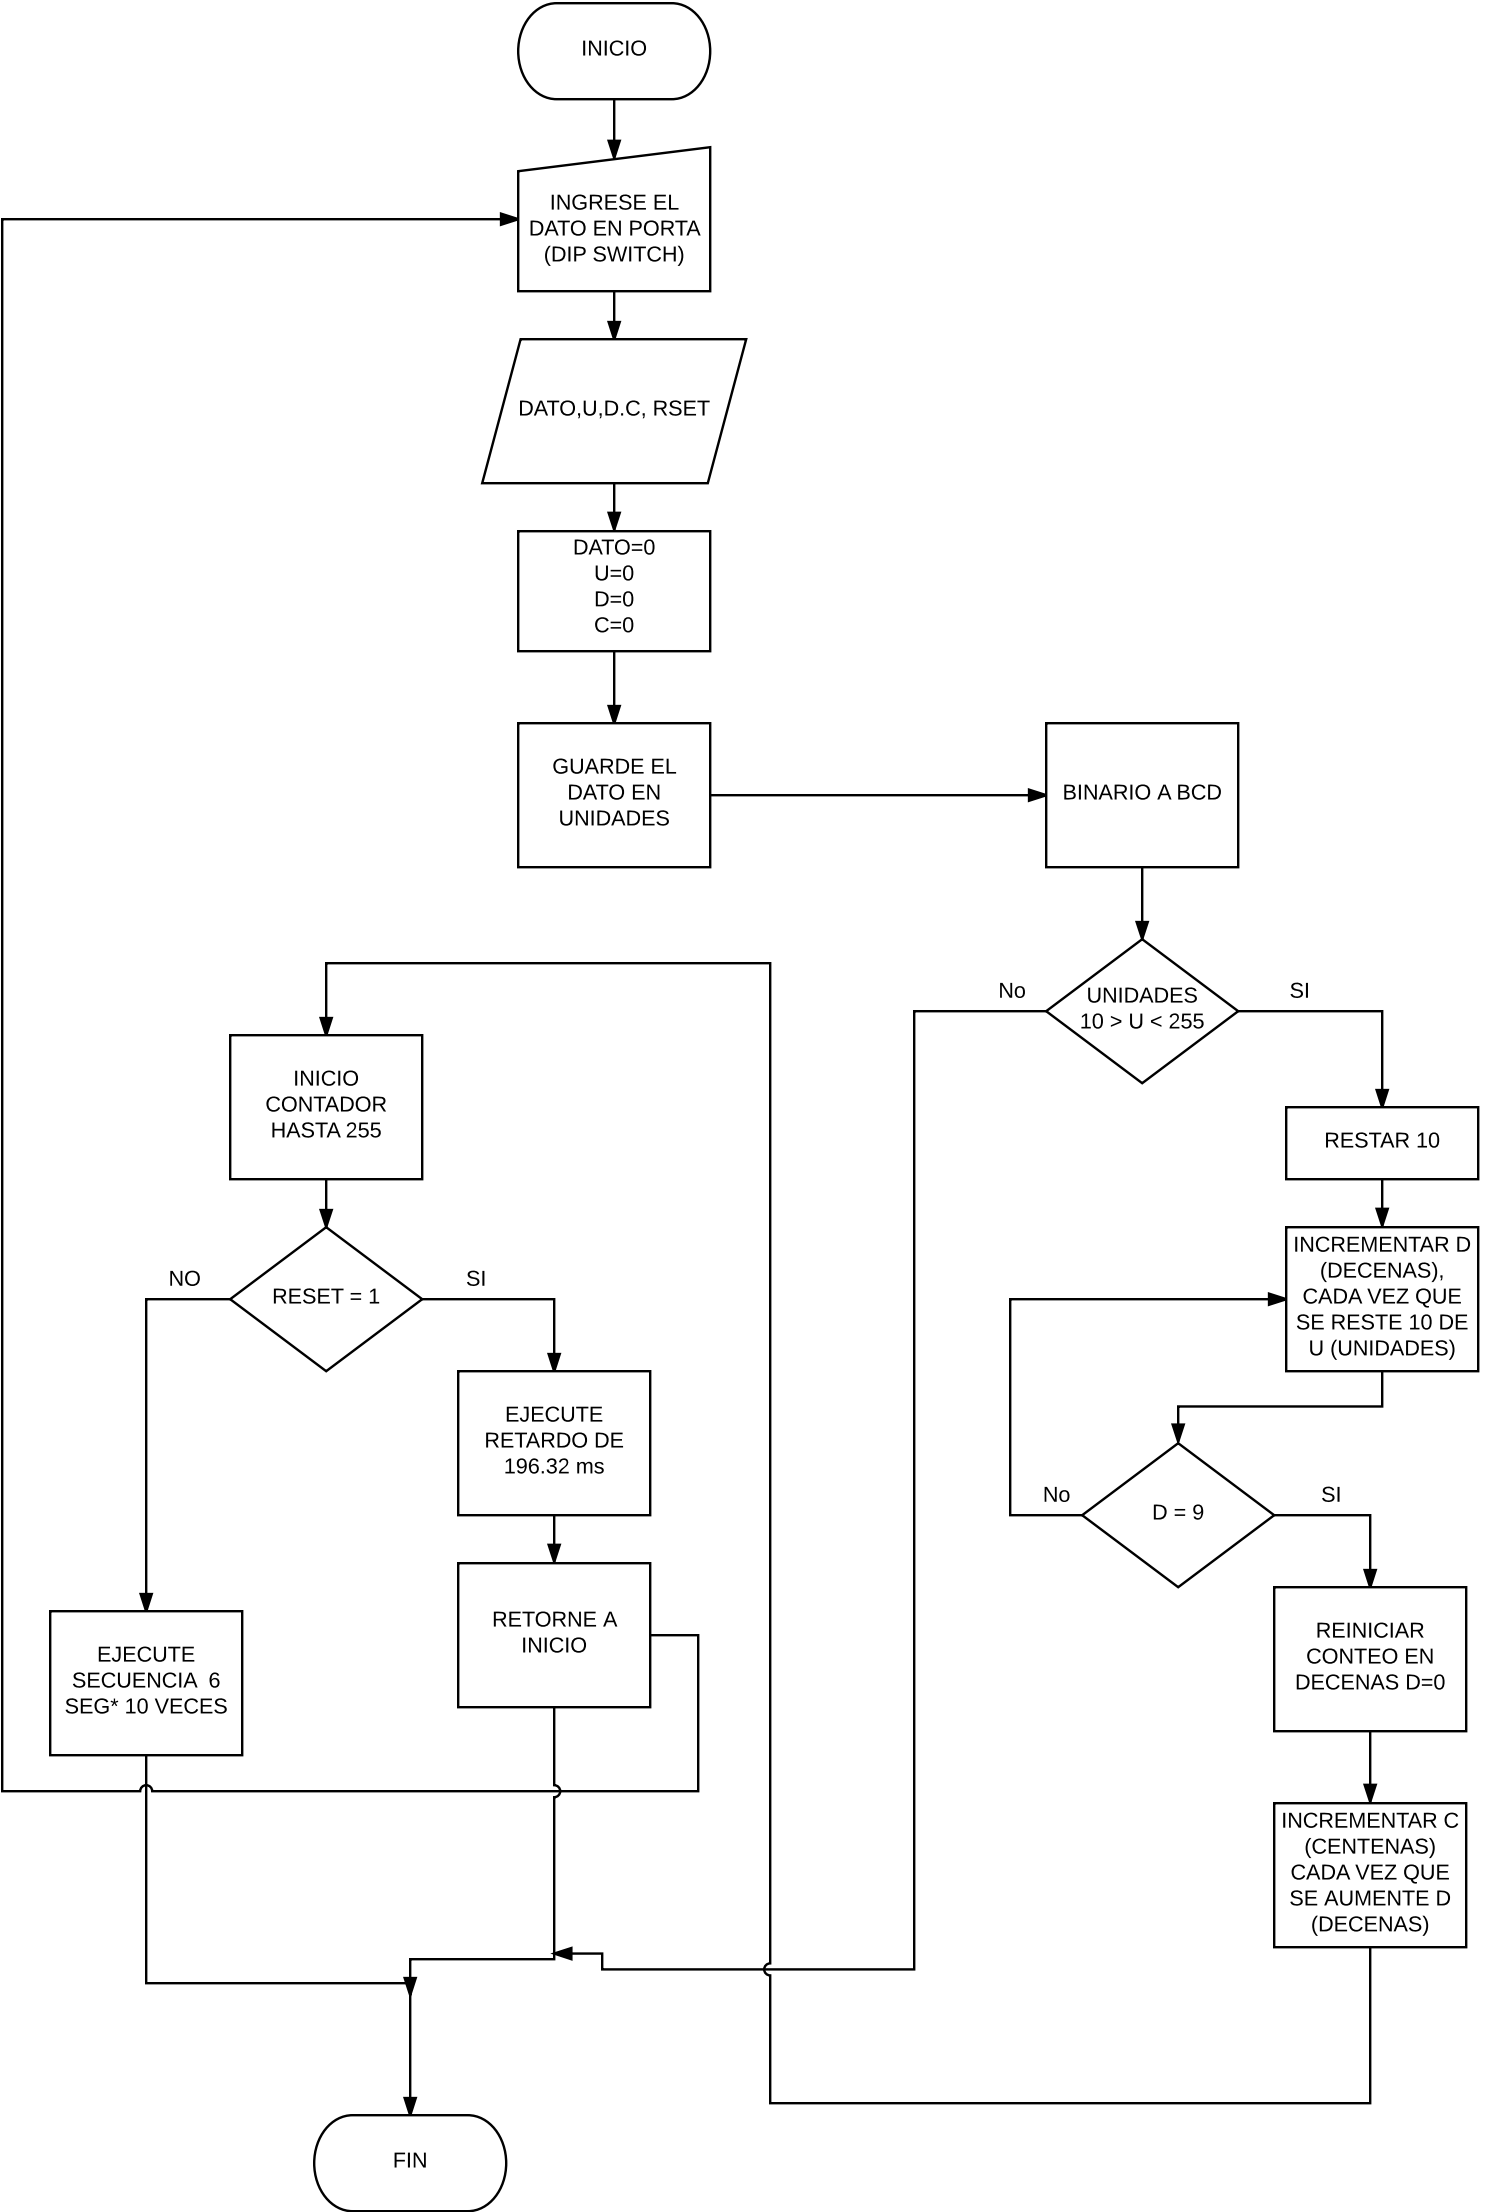 INICIO
INGRESE EL
DATO EN PORTA
(DIP SWITCH)
DATO,U,D.C, RSET
DATO=0
U=0
D=0
C=0
GUARDE EL
DATO EN
UNIDADES
BINARIO A BCD
UNIDADES
10 > U < 255
No
SI
RESTAR 10
INCREMENTAR D
(DECENAS),
CADA VEZ QUE
SE RESTE 10 DE
U (UNIDADES)
D = 9
No
SI
REINICIAR
CONTEO EN
DECENAS D=0
INCREMENTAR C
(CENTENAS)
CADA VEZ QUE
SE AUMENTE D
(DECENAS)
INICIO
CONTADOR
HASTA 255
RESET = 1
NO
SI
EJECUTE
RETARDO DE
196.32 ms
RETORNE A
INICIO
EJECUTE
SECUENCIA  6
SEG* 10 VECES
FIN